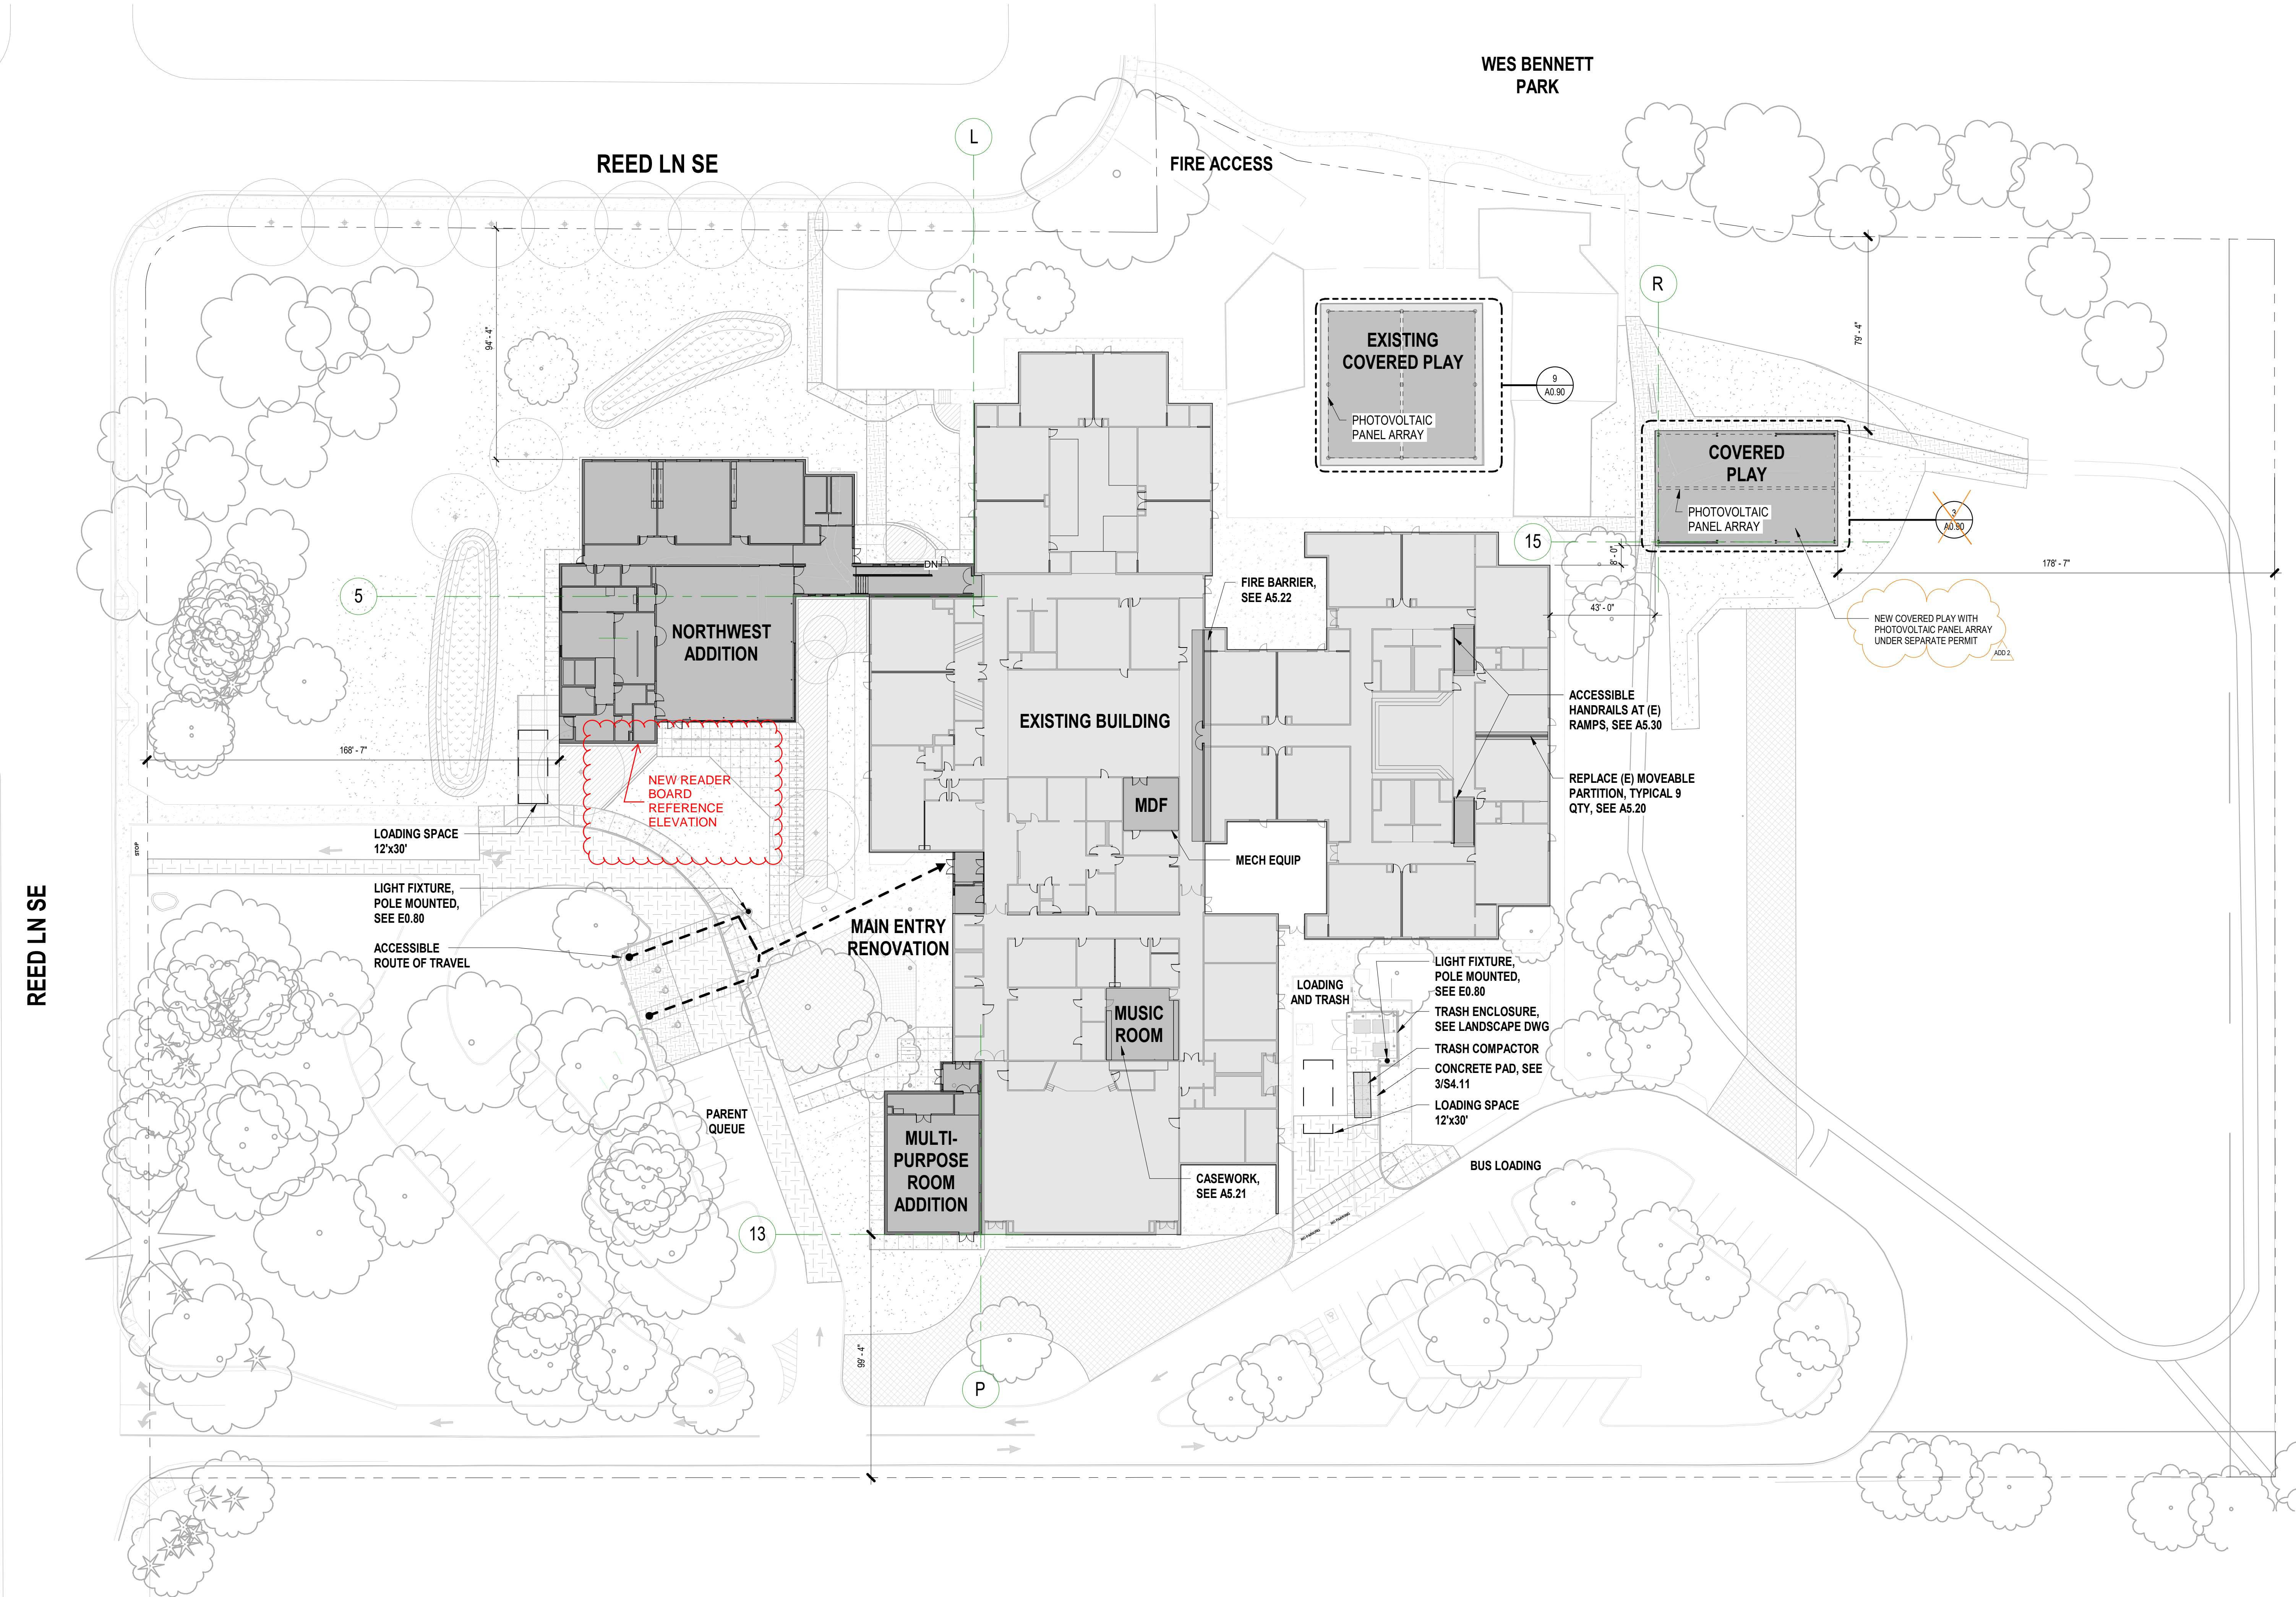 WES BENNETT
PARK
L
REED LN SE
FIRE ACCESS
R
94' - 4"
79' - 4"
EXISTING
COVERED PLAY
9
A0.90
PHOTOVOLTAIC
PANEL ARRAY
COVERED
PLAY
PHOTOVOLTAIC
PANEL ARRAY
3
A0.90
15
8' - 0"
178' - 7"
DN
5
FIRE BARRIER,
SEE A5.22
43' - 0"
NEW COVERED PLAY WITH
PHOTOVOLTAIC PANEL ARRAY
UNDER SEPARATE PERMIT
ADD 2
NORTHWEST
ADDITION
ACCESSIBLE
HANDRAILS AT (E)
RAMPS, SEE A5.30
EXISTING BUILDING
168' - 7"
NEW READER
BOARD
REFERENCE
ELEVATION
REPLACE (E) MOVEABLE
PARTITION, TYPICAL 9
QTY, SEE A5.20
MDF
LOADING SPACE
12'x30'
STOP
MECH EQUIP
REED LN SE
LIGHT FIXTURE,
POLE MOUNTED,
SEE E0.80
MAIN ENTRY
RENOVATION
ACCESSIBLE
ROUTE OF TRAVEL
LIGHT FIXTURE,
POLE MOUNTED,
SEE E0.80
LOADING
AND TRASH
MUSIC
ROOM
TRASH ENCLOSURE,
SEE LANDSCAPE DWG
TRASH COMPACTOR
CONCRETE PAD, SEE
3/S4.11
LOADING SPACE
12'x30'
PARENT
QUEUE
MULTI-
PURPOSE
ROOM
ADDITION
BUS LOADING
CASEWORK,
SEE A5.21
NO PARKING
NO PARKING
13
99' - 4"
P